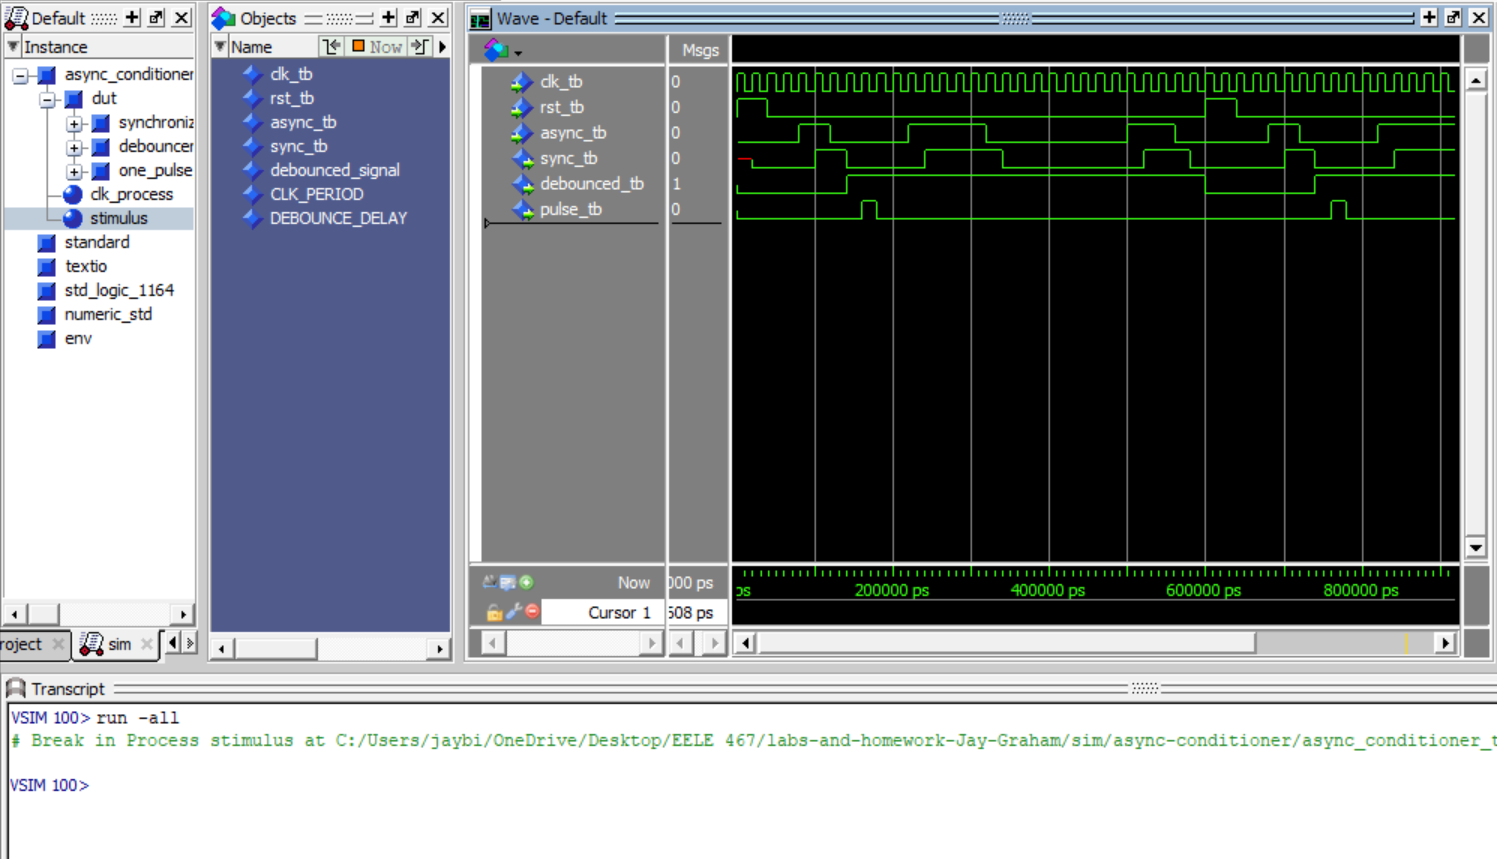 Default
Instance
async_conditioner
dut
synchroniz
debouncer
one_pulse
clk_process
stimulus
standard
textio
std_logic_1164
numeric_std
env
roject
sim
Objects
Name
Now
clk_tb
rst_tb
async_tb
sync_tb
debounced_signal
CLK_PERIOD
DEBOUNCE_DELAY
Wave - Default
Msgs
clk_tb 0
rst_tb 0
async_tb 0
sync_tb 0
debounced_tb 1
pulse_tb 0
Now 000 ps
Cursor 1 508 ps
ps 200000 ps 400000 ps 600000 ps 800000 ps
Transcript
VSIM 100> run -all
# Break in Process stimulus at C:/Users/jaybi/OneDrive/Desktop/EELE 467/labs-and-homework-Jay-Graham/sim/async-conditioner/async_conditioner_t
VSIM 100>